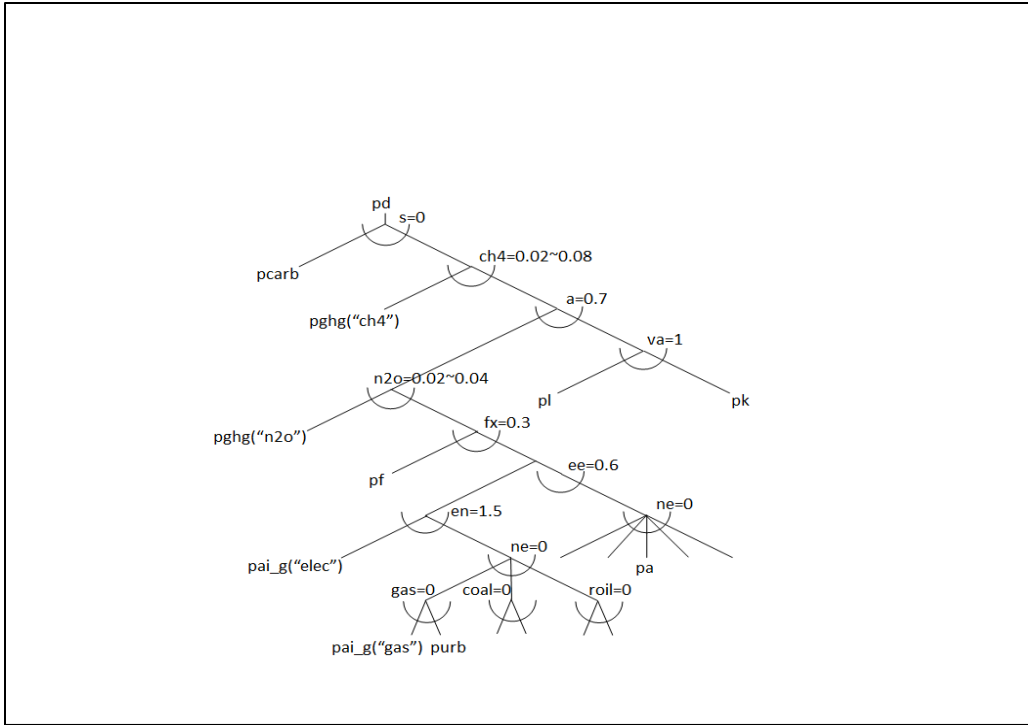 pd
s=0
pcarb
ch4=0.02~0.08
pghg(“ch4”)
a=0.7
va=1
n2o=0.02~0.04
pl
pk
pghg(“n2o”)
fx=0.3
pf
ee=0.6
en=1.5
ne=0
pai_g(“elec”)
ne=0
pa
gas=0
coal=0
roil=0
pai_g(“gas”) purb